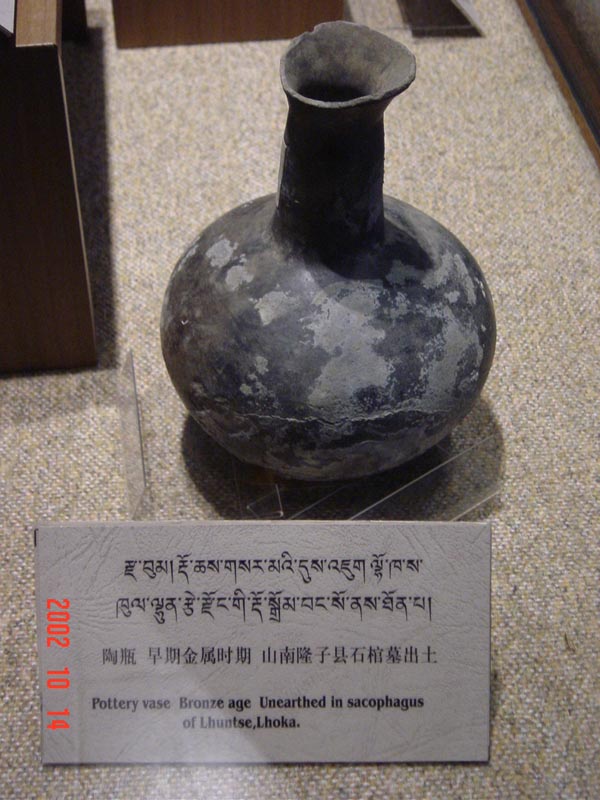 རྫ་བུམ། རྡོ་ཆས་གསར་མའི་དུས་འཇུག ལྷོ་ཁ་ས་
ཁུལ་ལྷུན་རྩེ་རྫོང་གི་རྡོ་སྒྲོམ་བང་སོ་ནས་ཐོན་པ།
陶瓶 早期金属时期 山南隆子县石棺墓出土
Pottery vase Bronze age Unearthed in sacophagus
of Lhuntse,Lhoka.
2002 10 14